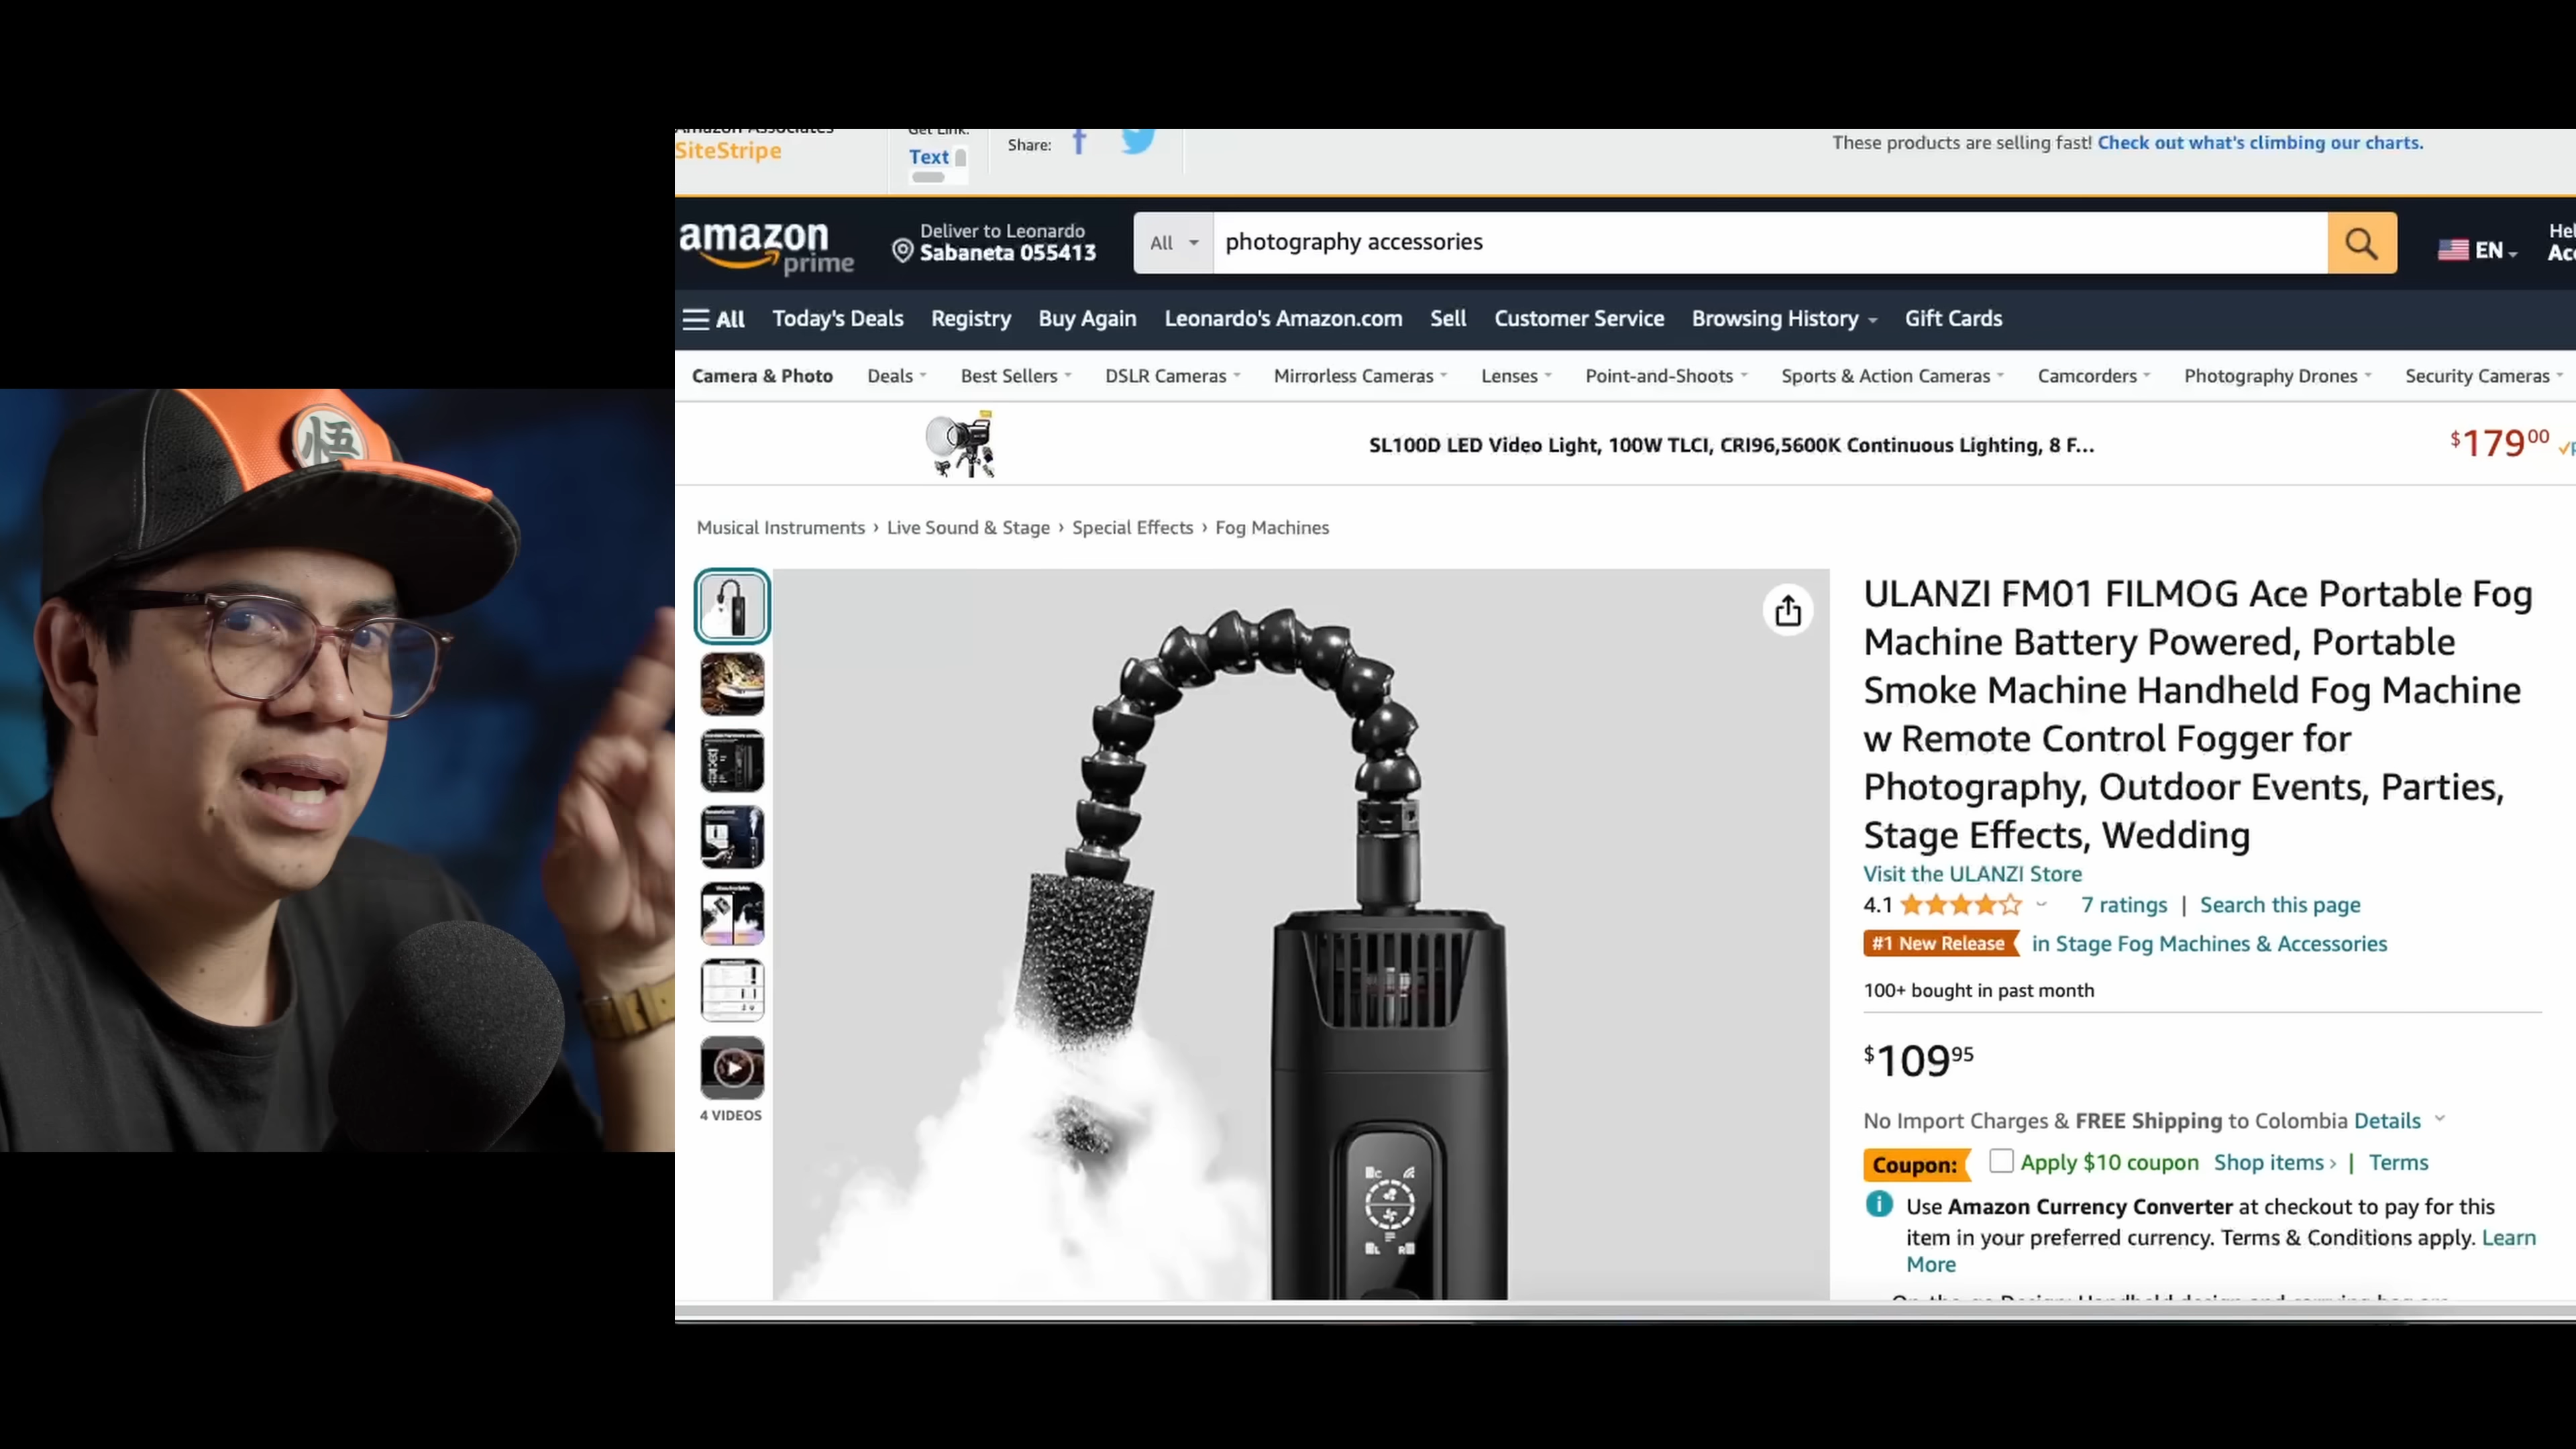 Amazon Associates
SiteStripe
Get Link:
Text
Share:
These products are selling fast! Check out what's climbing our charts.
amazon
prime
Deliver to Leonardo
Sabaneta 055413
All
photography accessories
EN
All
Today's Deals
Registry
Buy Again
Leonardo's Amazon.com
Sell
Customer Service
Browsing History
Gift Cards
Camera & Photo
Deals
Best Sellers
DSLR Cameras
Mirrorless Cameras
Lenses
Point-and-Shoots
Sports & Action Cameras
Camcorders
Photography Drones
Security Cameras
SL100D LED Video Light, 100W TLCI, CRI96,5600K Continuous Lighting, 8 F...
$17900
悟
Musical Instruments › Live Sound & Stage › Special Effects › Fog Machines
ULANZI FM01 FILMOG Ace Portable Fog
Machine Battery Powered, Portable
Smoke Machine Handheld Fog Machine
w Remote Control Fogger for
Photography, Outdoor Events, Parties,
Stage Effects, Wedding
Visit the ULANZI Store
4.1
7 ratings | Search this page
#1 New Release in Stage Fog Machines & Accessories
100+ bought in past month
$10995
4 VIDEOS
No Import Charges & FREE Shipping to Colombia Details
Coupon: Apply $10 coupon Shop items › | Terms
Use Amazon Currency Converter at checkout to pay for this
item in your preferred currency. Terms & Conditions apply. Learn
More